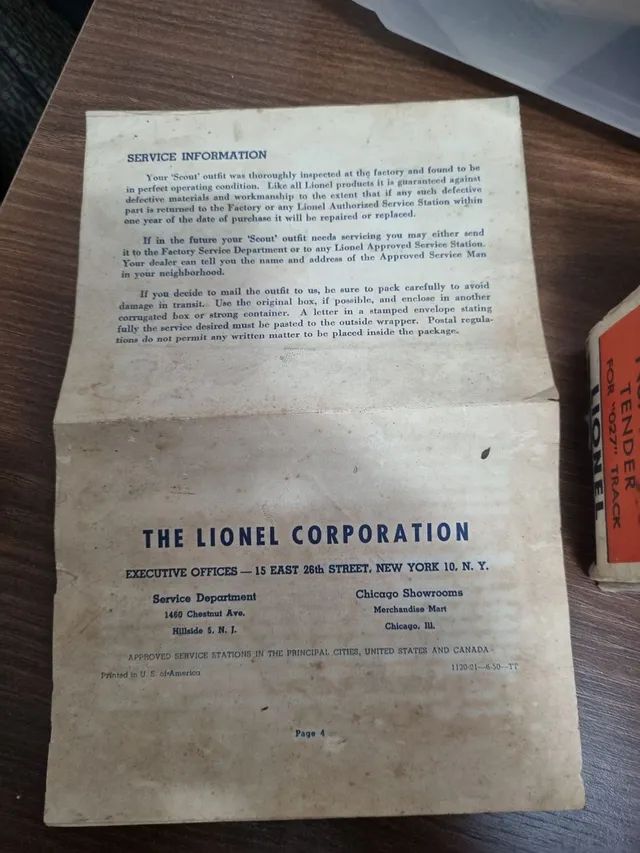 SERVICE INFORMATION
Your 'Scout' outfit was thoroughly inspected at the factory and found to be
in perfect operating condition. Like all Lionel products it is guaranteed against
defective materials and workmanship to the extent that if any such defective
part is returned to the Factory or any Lionel Authorized Service Station within
one year of the date of purchase it will be repaired or replaced.
If in the future your 'Scout' outfit needs servicing you may either send
it to the Factory Service Department or to any Lionel Approved Service Station.
Your dealer can tell you the name and address of the Approved Service Man
in your neighborhood.
If you decide to mail the outfit to us, be sure to pack carefully to avoid
damage in transit. Use the original box, if possible, and enclose in another
corrugated box or strong container. A letter in a stamped envelope stating
fully the service desired must be pasted to the outside wrapper. Postal regula-
tions do not permit any written matter to be placed inside the package.
THE LIONEL CORPORATION
EXECUTIVE OFFICES — 15 EAST 26th STREET, NEW YORK 10, N. Y.
Service Department
1460 Chestnut Ave.
Hillside 5, N. J.
Chicago Showrooms
Merchandise Mart
Chicago, Ill.
APPROVED SERVICE STATIONS IN THE PRINCIPAL CITIES, UNITED STATES AND CANADA
Printed in U. S. of America
1120-21—6-50—TT
Page 4
TENDER
FOR "027" TRACK
LIONEL